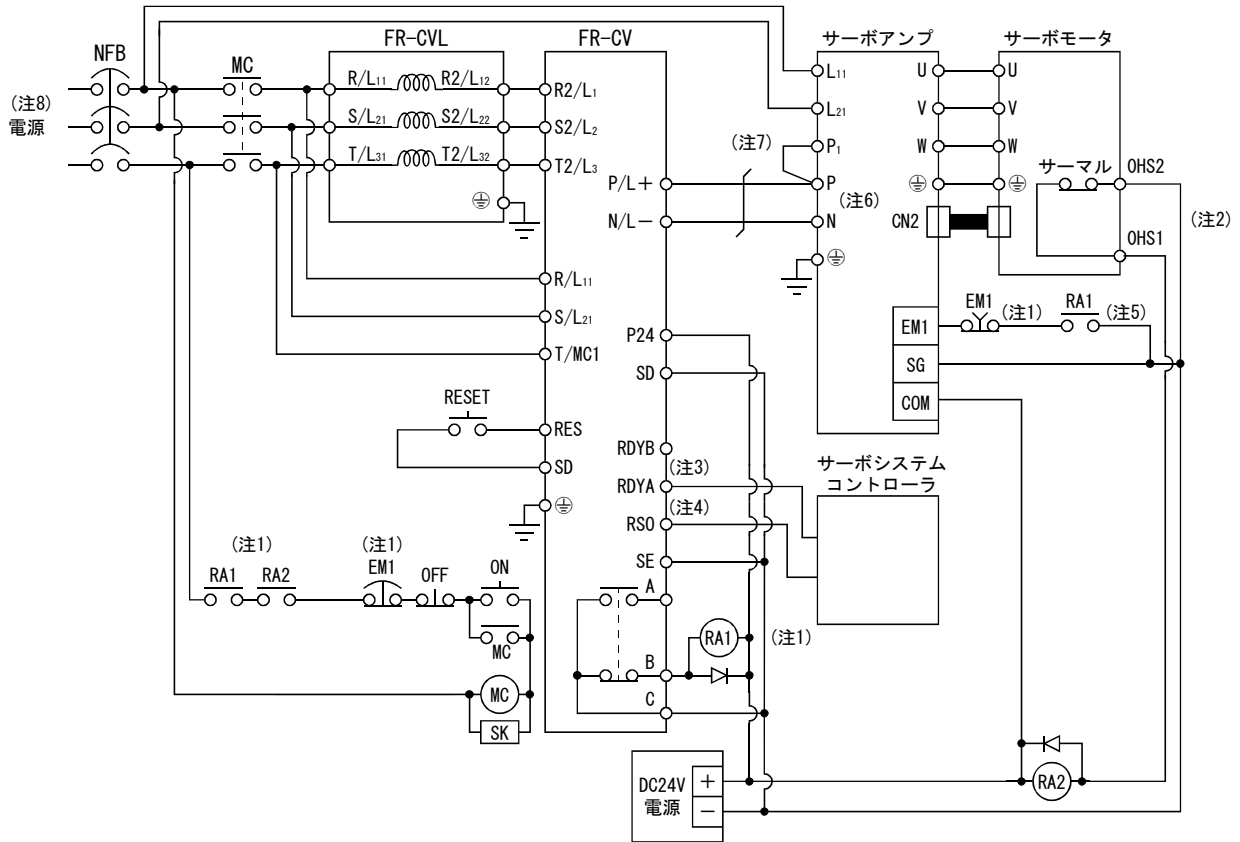 FR-CVL
FR-CV
サーボアンプ
サーボモータ
NFB
MC
(注8)
電源
R/L11
R2/L12
S/L21
S2/L22
T/L31
T2/L32
R2/L1
S2/L2
T2/L3
P/L+
N/L−
R/L11
S/L21
T/MC1
P24
SD
RESET
RES
SD
RDYB
(注3)
RDYA
(注4)
RSO
SE
A
B
C
L11
L21
P1
(注7)
P
(注6)
N
U
V
W
CN2
U
V
W
サーマル
OHS2
(注2)
OHS1
EM1
(注1)
RA1
(注5)
EM1
SG
COM
サーボシステム
コントローラ
(注1)
RA1
RA2
(注1)
EM1
OFF
ON
MC
MC
SK
RA1
(注1)
DC24V
電源
+
−
RA2